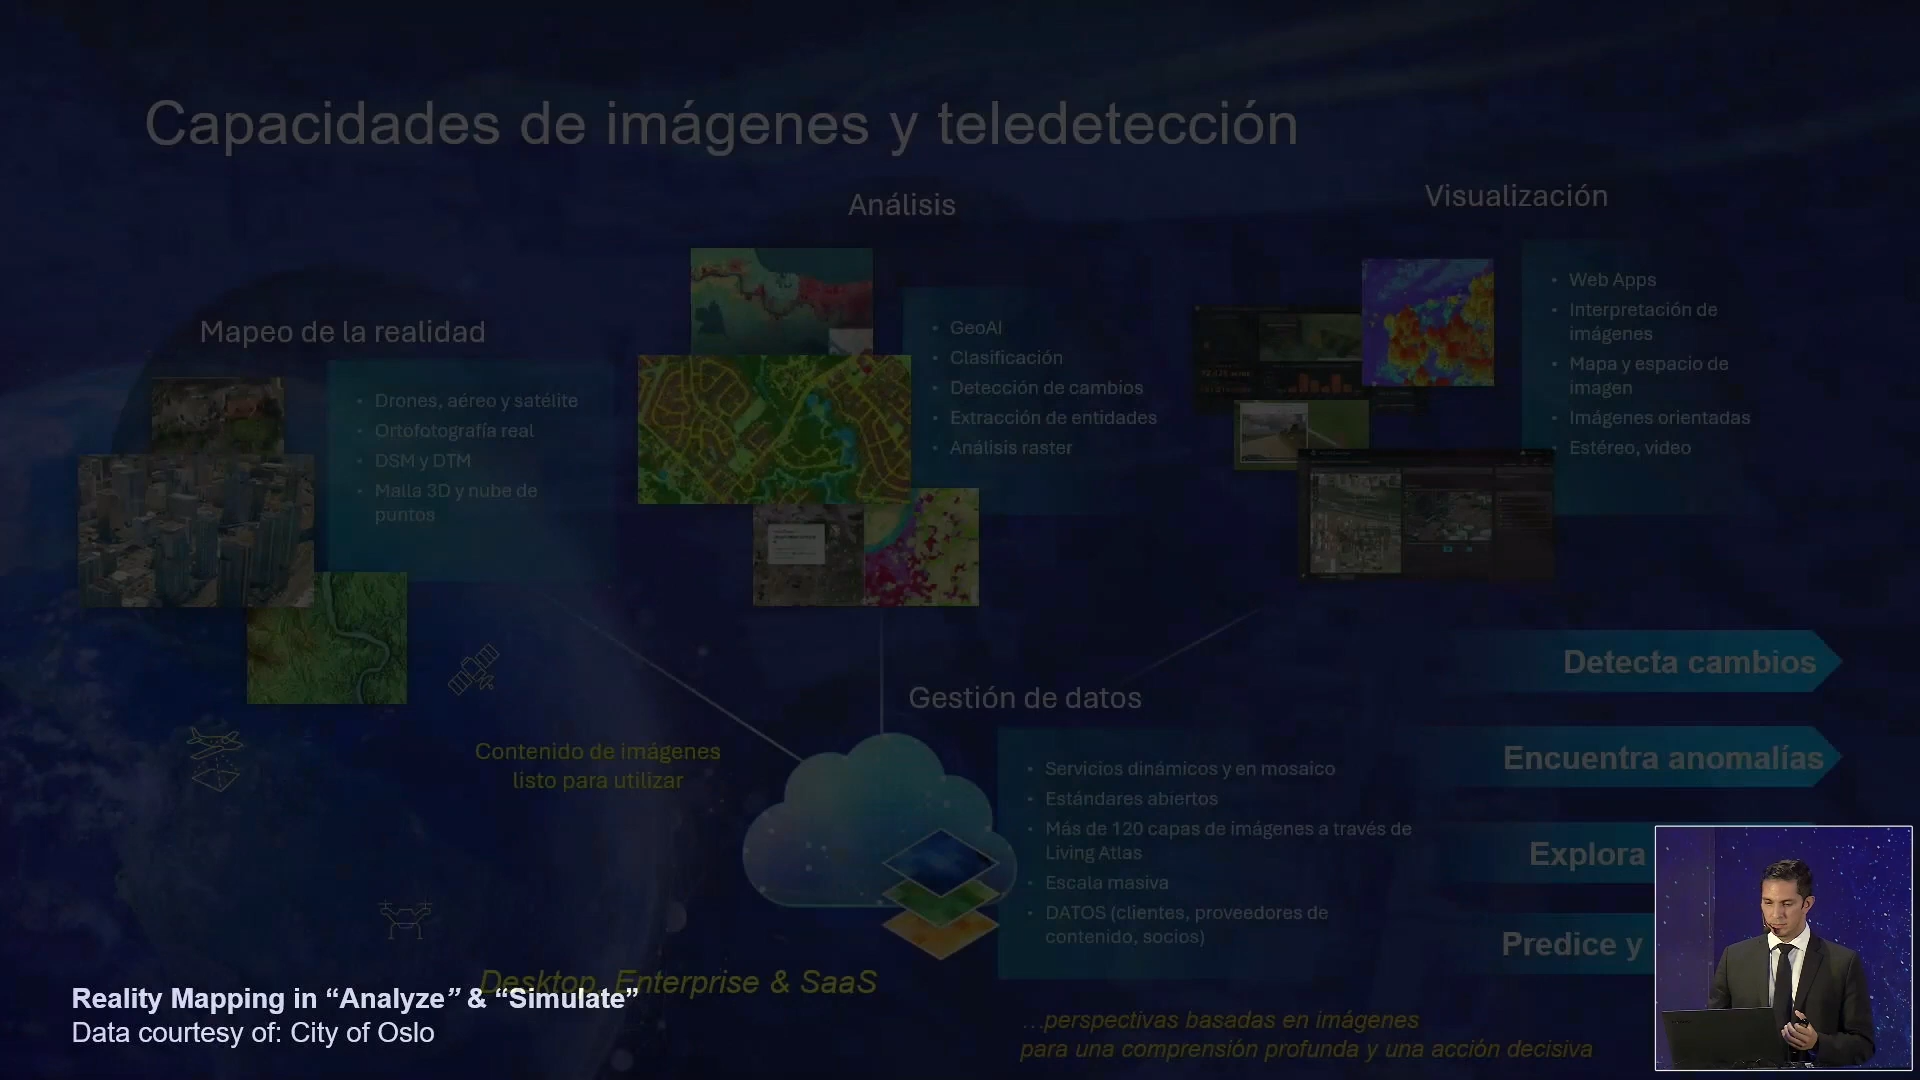 Capacidades de imágenes y teledetección
Mapeo de la realidad
• Drones, aéreo y satélite
• Ortofotografía real
• DSM y DTM
• Malla 3D y nube de
puntos
Análisis
• GeoAI
• Clasificación
• Detección de cambios
• Extracción de entidades
• Análisis raster
Visualización
• Web Apps
• Interpretación de
imágenes
• Mapa y espacio de
imagen
• Imágenes orientadas
• Estéreo, video
Contenido de imágenes
listo para utilizar
Gestión de datos
• Servicios dinámicos y en mosaico
• Estándares abiertos
• Más de 120 capas de imágenes a través de
Living Atlas
• Escala masiva
• DATOS (clientes, proveedores de
contenido, socios)
Detecta cambios
Encuentra anomalías
Explora
Predice y
Desktop, Enterprise & SaaS
Reality Mapping in “Analyze” & “Simulate”
Data courtesy of: City of Oslo
...perspectivas basadas en imágenes
para una comprensión profunda y una acción decisiva